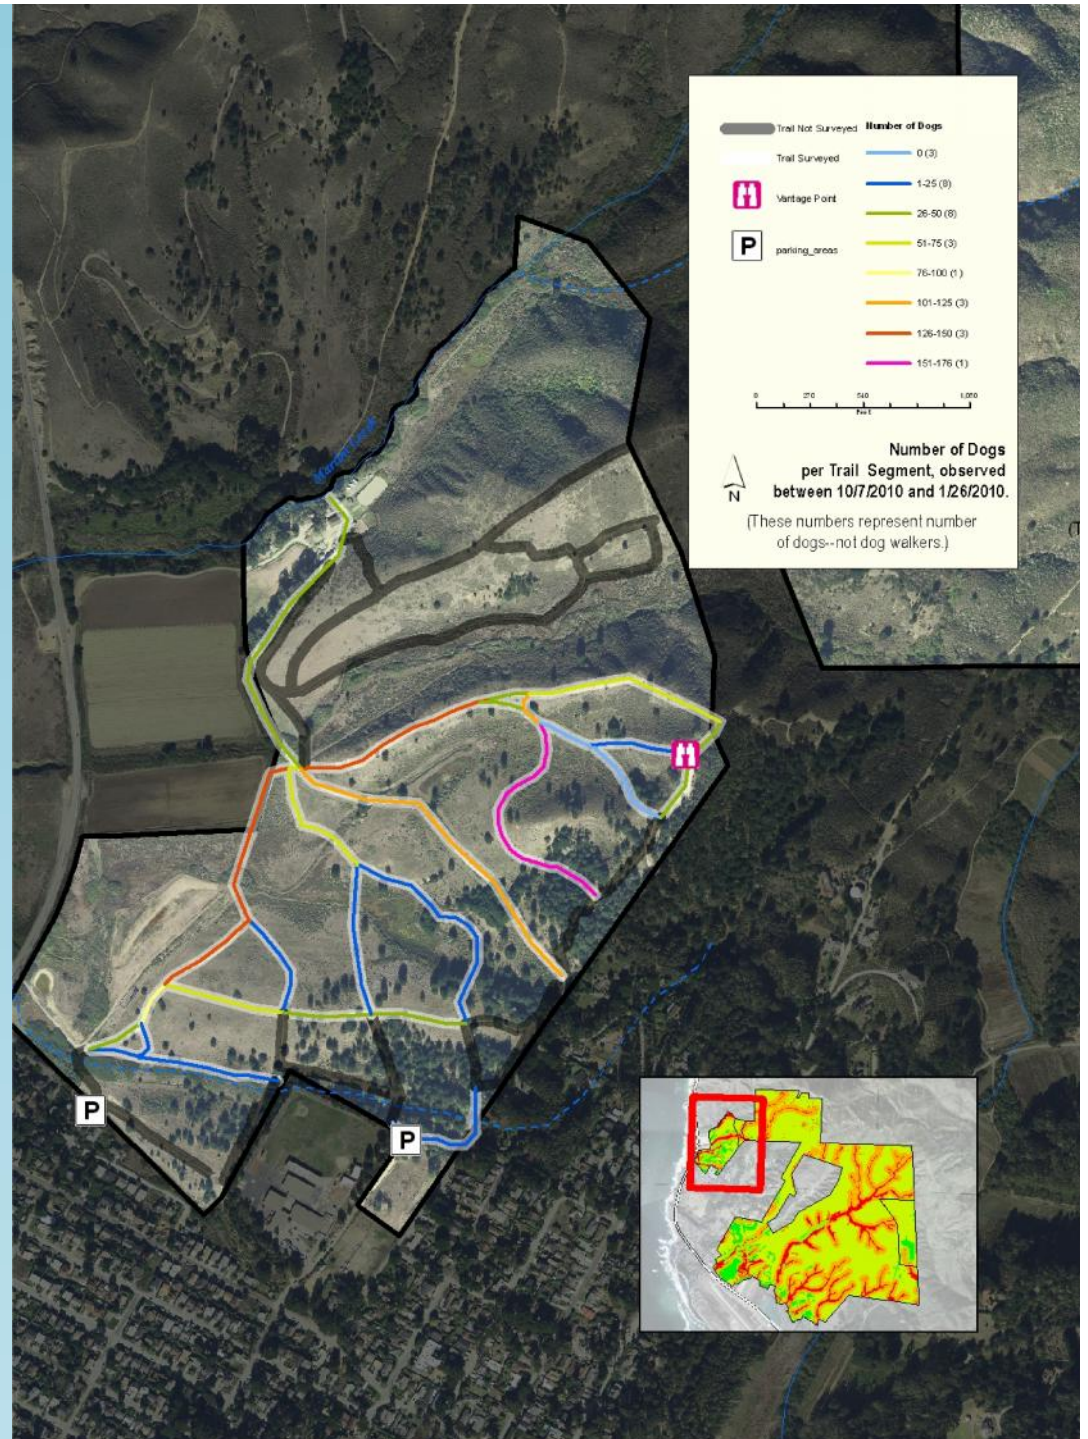 Trail Not Surveyed
Trail Surveyed
Vantage Point
P
parking_areas
Number of Dogs
0 (3)
1-25 (8)
26-50 (8)
51-75 (3)
76-100 (1)
101-125 (3)
126-150 (3)
151-176 (1)
0 270 540 1,080
Feet
N
Number of Dogs
per Trail Segment, observed
between 10/7/2010 and 1/26/2010.
(These numbers represent number
of dogs--not dog walkers.)
(T
Creek
P
P